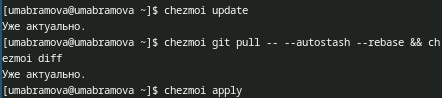 [umabramova@umabramova ~]$ chezmoi update
Уже актуально.
[umabramova@umabramova ~]$ chezmoi git pull -- --autostash --rebase && ch
ezmoi diff
Уже актуально.
[umabramova@umabramova ~]$ chezmoi apply